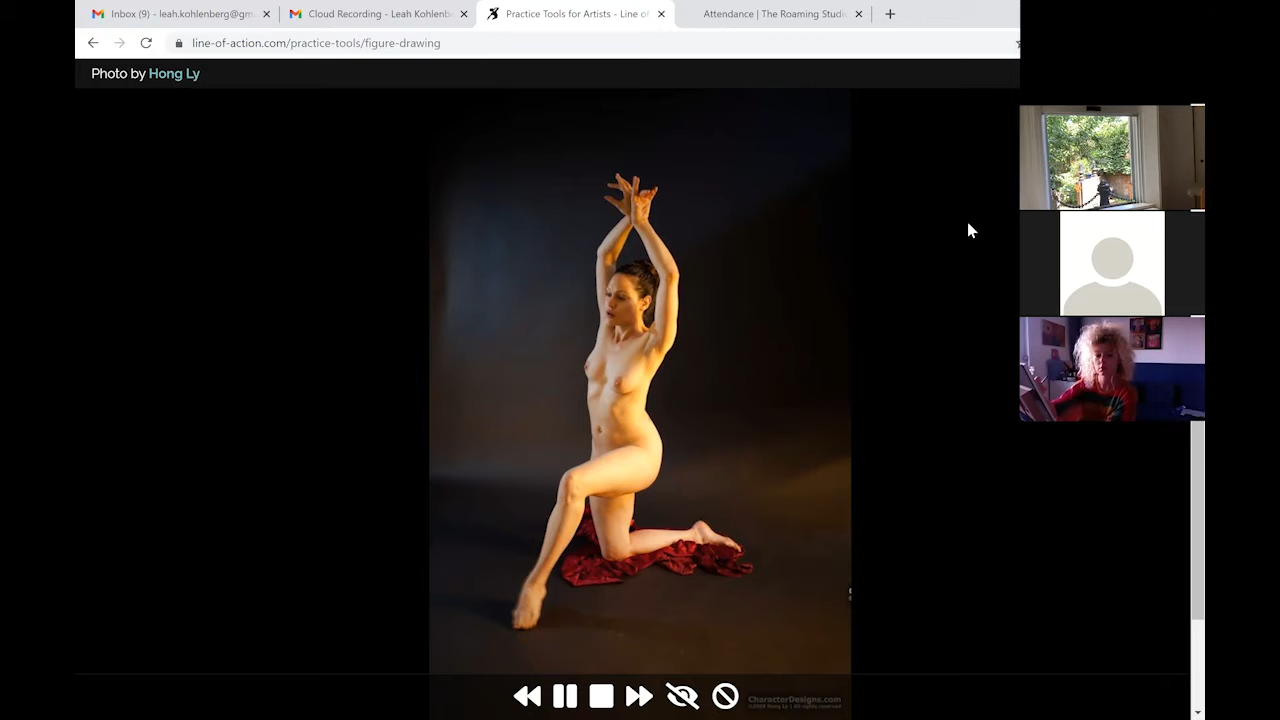 Inbox (9) - leah.kohlenberg@gm
Cloud Recording - Leah Kohlenb
Practice Tools for Artists - Line of
Attendance | The Roaming Studi
line-of-action.com/practice-tools/figure-drawing
Photo by Hong Ly
CharacterDesigns.com